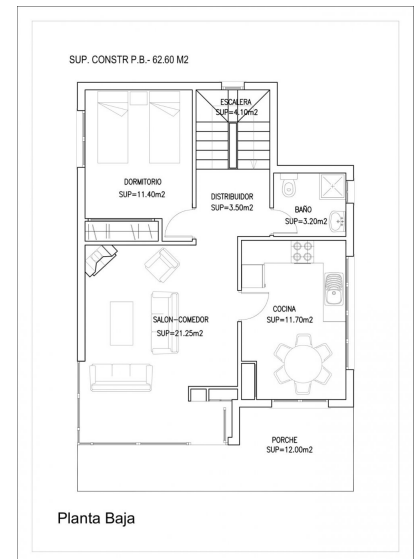 SUP. CONSTR P.B.- 62.60 M2
ESCALERA
SUP=4.10m2
DORMITORIO
SUP=11.40m2
DISTRIBUIDOR
SUP=3.50m2
BAÑO
SUP=3.20m2
SALON-COMEDOR
SUP=21.25m2
COCINA
SUP=11.70m2
PORCHE
SUP=12.00m2
Planta Baja